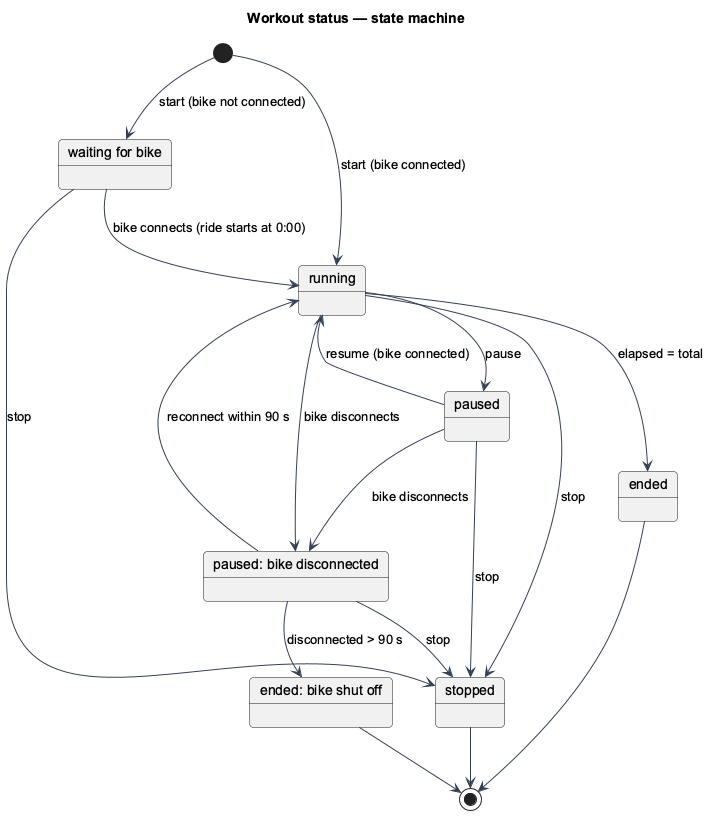 Workout status — state machine
start (bike not connected)
waiting for bike
start (bike connected)
bike connects (ride starts at 0:00)
running
resume (bike connected)
pause
elapsed = total
paused
stop
reconnect within 90 s
bike disconnects
bike disconnects
stop
ended
paused: bike disconnected
stop
disconnected > 90 s
stop
ended: bike shut off
stopped